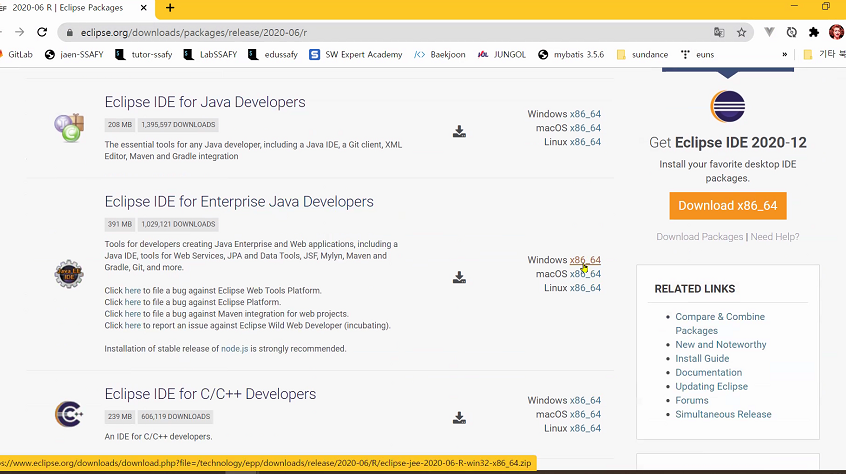 2020-06 R | Eclipse Packages
eclipse.org/downloads/packages/release/2020-06/r
GitLab
jaen-SSAFY
tutor-ssafy
LabSSAFY
edussafy
SW Expert Academy
Baekjoon
JUNGOL
mybatis 3.5.6
sundance
euns
»
기타 북
Eclipse IDE for Java Developers
208 MB 1,395,597 DOWNLOADS
The essential tools for any Java developer, including a Java IDE, a Git client, XML
Editor, Maven and Gradle integration
Windows x86_64
macOS x86_64
Linux x86_64
Eclipse IDE for Enterprise Java Developers
391 MB 1,029,121 DOWNLOADS
Tools for developers creating Java Enterprise and Web applications, including a
Java IDE, tools for Web Services, JPA and Data Tools, JSF, Mylyn, Maven and
Gradle, Git, and more.
Click here to file a bug against Eclipse Web Tools Platform.
Click here to file a bug against Eclipse Platform.
Click here to file a bug against Maven integration for web projects.
Click here to report an issue against Eclipse Wild Web Developer (incubating).
Installation of stable release of node.js is strongly recommended.
Windows x86_64
macOS x86_64
Linux x86_64
Eclipse IDE for C/C++ Developers
239 MB 606,119 DOWNLOADS
An IDE for C/C++ developers.
Windows x86_64
macOS x86_64
Linux x86_64
Get Eclipse IDE 2020-12
Install your favorite desktop IDE
packages.
Download x86_64
Download Packages | Need Help?
RELATED LINKS
Compare & Combine
Packages
New and Noteworthy
Install Guide
Documentation
Updating Eclipse
Forums
Simultaneous Release
ps://www.eclipse.org/downloads/download.php?file=/technology/epp/downloads/release/2020-06/R/eclipse-jee-2020-06-R-win32-x86_64.zip